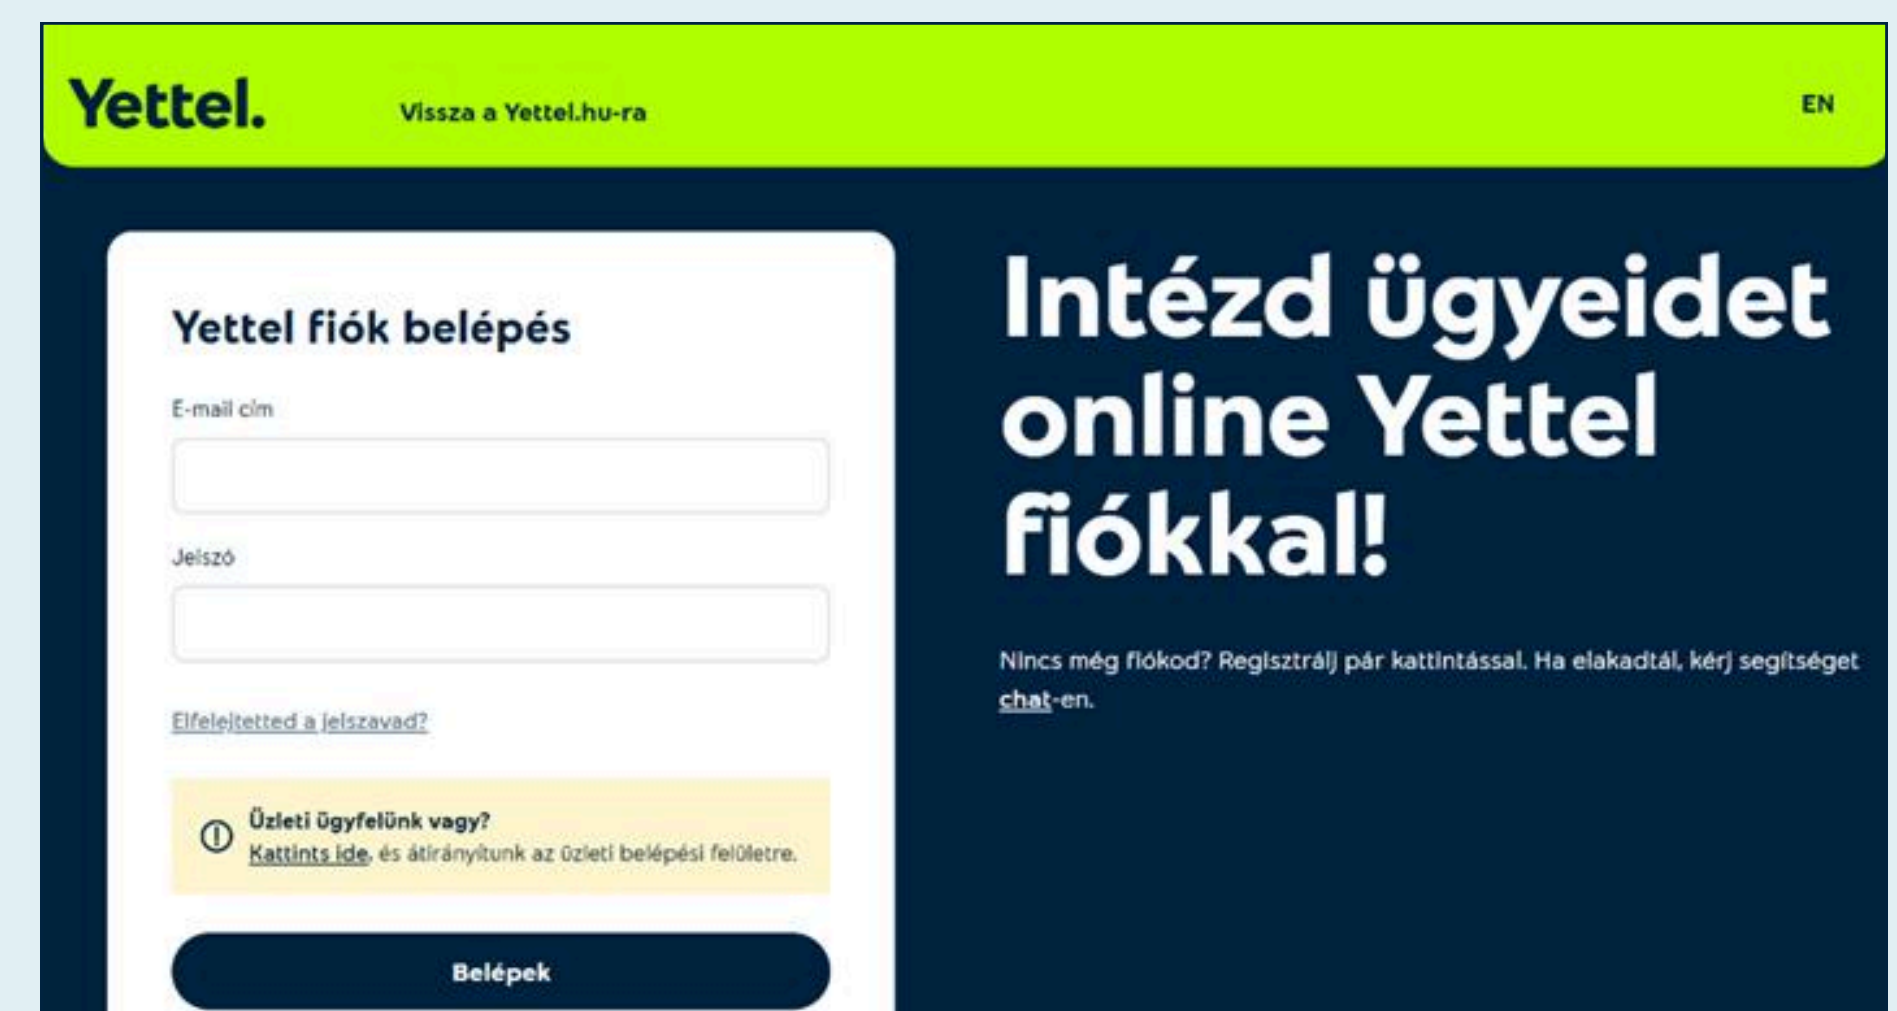 Yettel.
Vissza a Yettel.hu-ra
EN
Yettel fiók belépés
E-mail cím
Jelszó
Elfelejtetted a jelszavad?
Üzleti ügyfelünk vagy?
Kattints ide, és átirányítunk az üzleti belépési felületre.
Belépek
Intézd ügyeidet
online Yettel
fiókkal!
Nincs még fiókod? Regisztrálj pár kattintással. Ha elakadtál, kérj segítséget
chat-en.